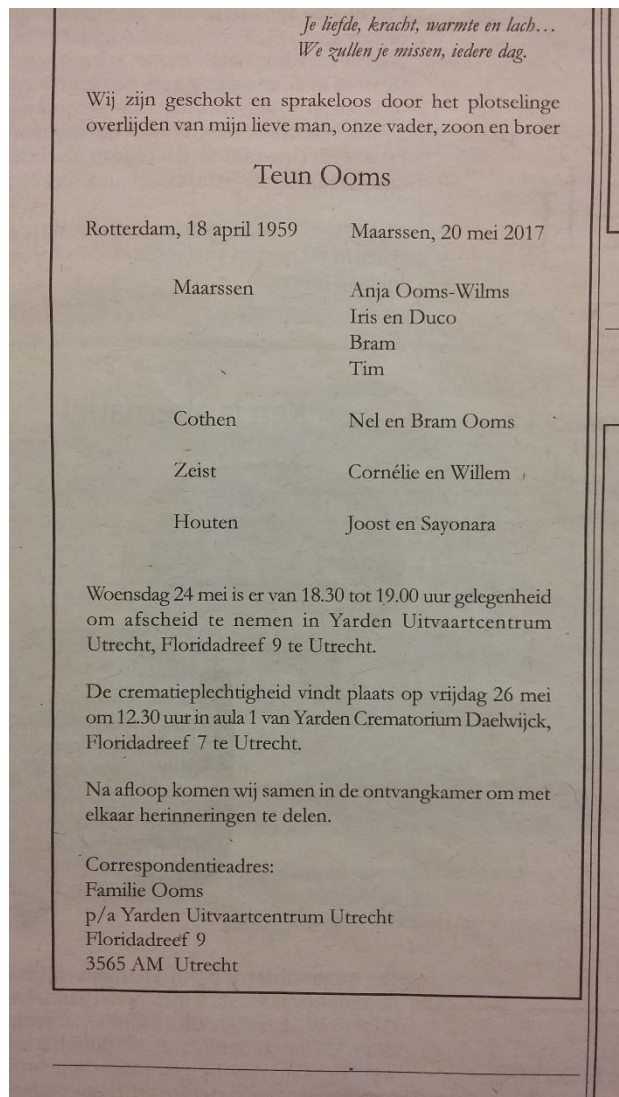 Je liefde, kracht, warmte en lach…
We zullen je missen, iedere dag.
Wij zijn geschokt en sprakeloos door het plotselinge
overlijden van mijn lieve man, onze vader, zoon en broer
Teun Ooms
Rotterdam, 18 april 1959 Maarssen, 20 mei 2017
Maarssen Anja Ooms-Wilms
Iris en Duco
Bram
Tim
Cothen Nel en Bram Ooms
Zeist Cornélie en Willem
Houten Joost en Sayonara
Woensdag 24 mei is er van 18.30 tot 19.00 uur gelegenheid
om afscheid te nemen in Yarden Uitvaartcentrum
Utrecht, Floridadreef 9 te Utrecht.
De crematieplechtigheid vindt plaats op vrijdag 26 mei
om 12.30 uur in aula 1 van Yarden Crematorium Daelwijck,
Floridadreef 7 te Utrecht.
Na afloop komen wij samen in de ontvangkamer om met
elkaar herinneringen te delen.
Correspondentieadres:
Familie Ooms
p/a Yarden Uitvaartcentrum Utrecht
Floridadreef 9
3565 AM Utrecht